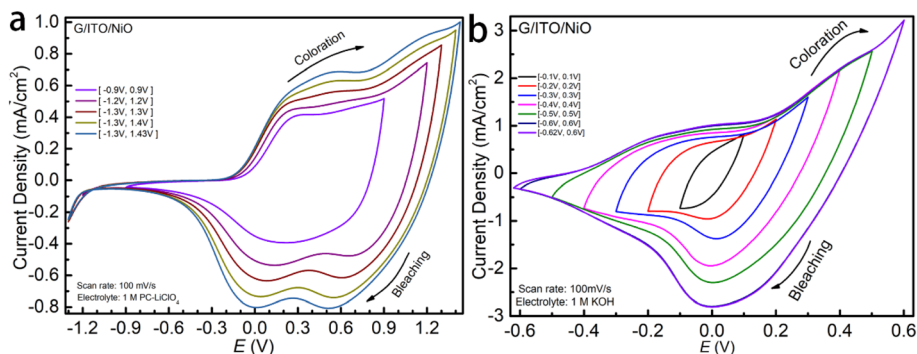 a
G/ITO/NiO
Coloration
[ -0.9V, 0.9V ]
[ -1.2V, 1.2V ]
[ -1.3V, 1.3V ]
[ -1.3V, 1.4V ]
[ -1.3V, 1.43V ]
Bleaching
Scan rate: 100 mV/s
Electrolyte: 1 M PC-LiClO4
Current Density (mA/cm²)
1.0
0.8
0.6
0.4
0.2
0.0
-0.2
-0.4
-0.6
-0.8
-1.3 -0.9 -0.6 -0.3 0.0 0.3 0.6 0.9 1.2
E (V)
b
G/ITO/NiO
Coloration
[-0.1V, 0.1V]
[-0.2V, 0.2V]
[-0.3V, 0.3V]
[-0.4V, 0.4V]
[-0.5V, 0.5V]
[-0.6V, 0.6V]
[-0.62V, 0.6V]
Bleaching
Scan rate: 100mV/s
Electrolyte: 1 M KOH
Current Density (mA/cm²)
3
2
1
0
-1
-2
-3
-0.6 -0.4 -0.2 0.0 0.2 0.4 0.6
E (V)